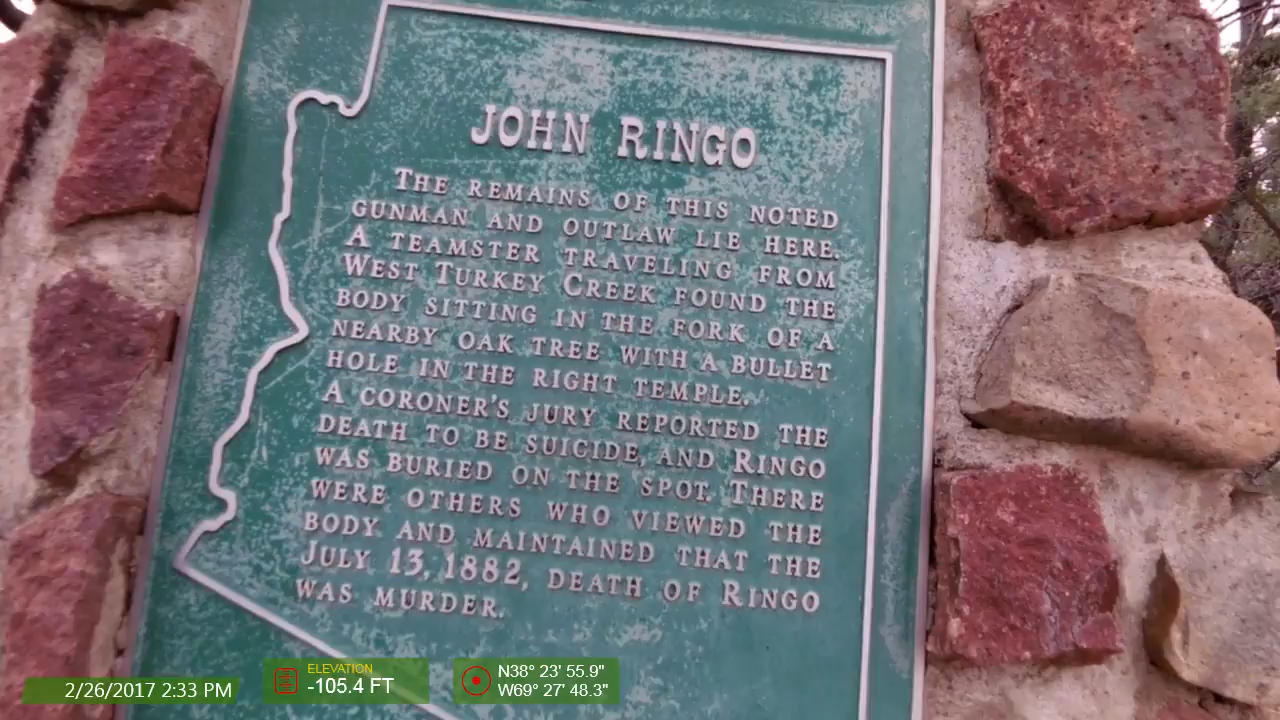 JOHN RINGO
THE REMAINS OF THIS NOTED
GUNMAN AND OUTLAW LIE HERE.
A TEAMSTER TRAVELING FROM
WEST TURKEY CREEK FOUND THE
BODY SITTING IN THE FORK OF A
NEARBY OAK TREE WITH A BULLET
HOLE IN THE RIGHT TEMPLE.
A CORONER'S JURY REPORTED THE
DEATH TO BE SUICIDE, AND RINGO
WAS BURIED ON THE SPOT. THERE
WERE OTHERS WHO VIEWED THE
BODY AND MAINTAINED THAT THE
JULY 13, 1882, DEATH OF RINGO
WAS MURDER.
2/26/2017 2:33 PM
ELEVATION
-105.4 FT
N38° 23' 55.9"
W69° 27' 48.3"